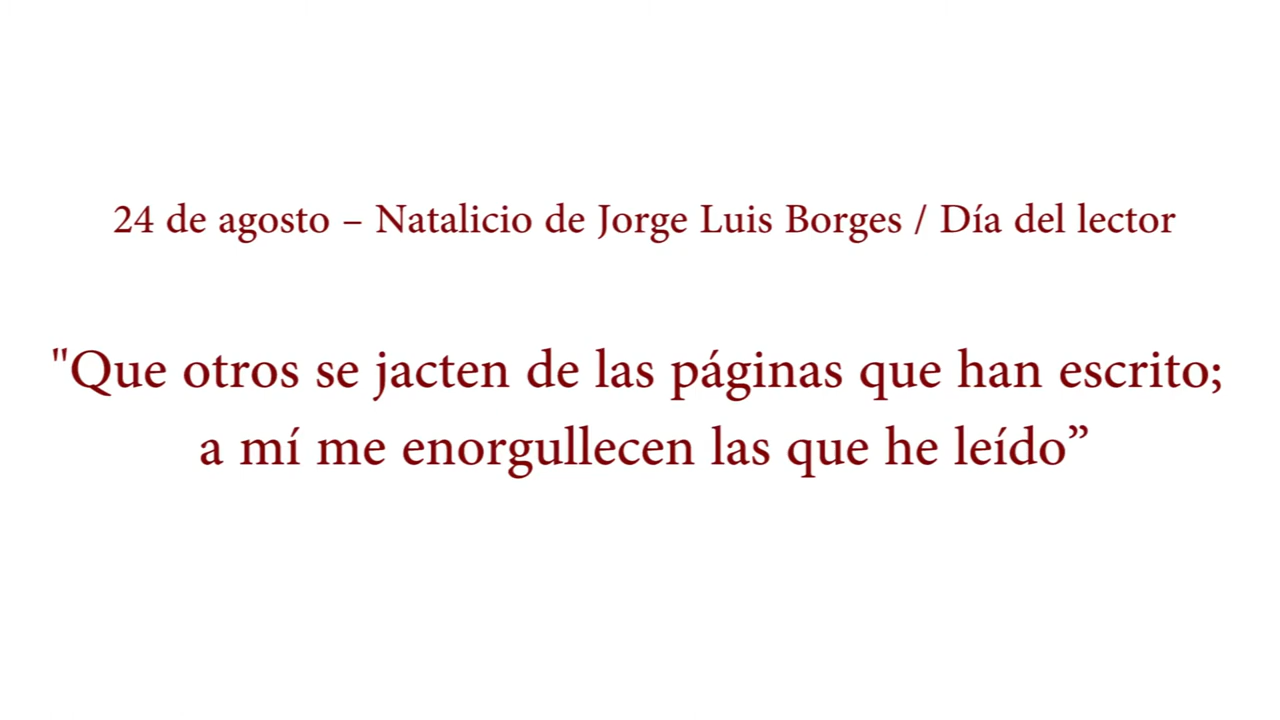 24 de agosto – Natalicio de Jorge Luis Borges / Día del lector
"Que otros se jacten de las páginas que han escrito;
a mí me enorgullecen las que he leído”